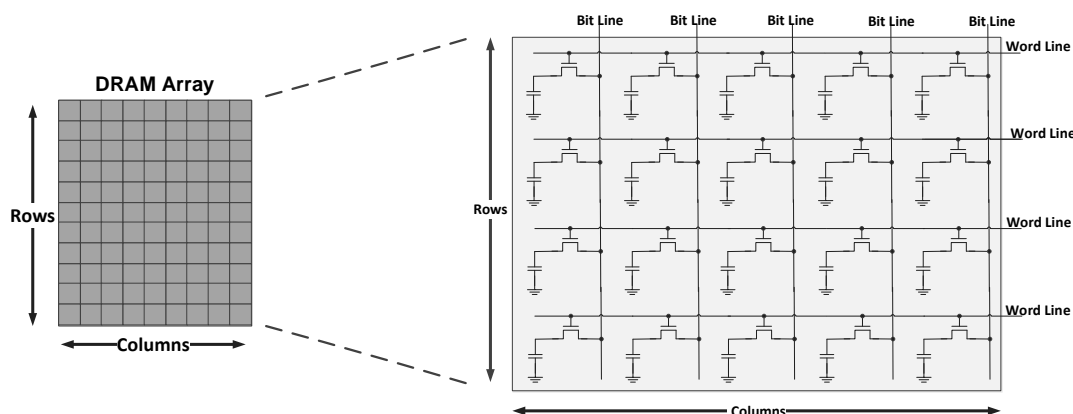 Bit Line Bit Line Bit Line Bit Line Bit Line
Word Line
DRAM Array
Word Line
Rows
Rows
Word Line
Word Line
Columns
Columns